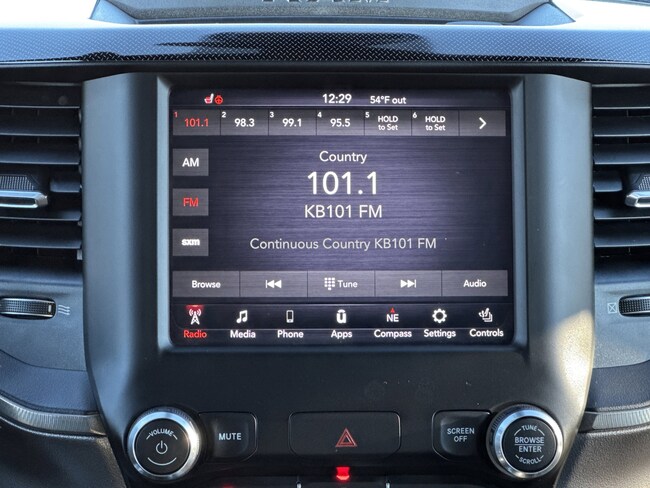 12:29 54°F out
1 101.1 2 98.3 3 99.1 4 95.5 5 HOLD to Set 6 HOLD to Set
Country
AM
101.1
FM
KB101 FM
sxm
Continuous Country KB101 FM
Browse Tune Audio
NE
Radio Media Phone Apps Compass Settings Controls
VOLUME
MUTE
SCREEN OFF
TUNE
BROWSE
ENTER
SCROLL